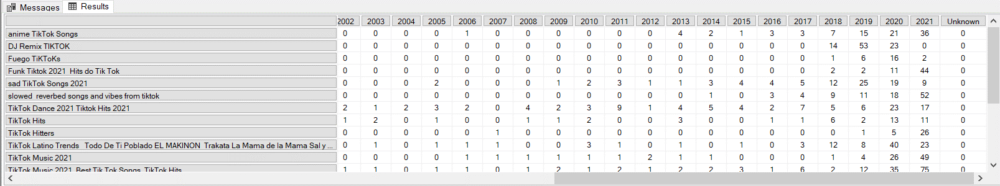 Messages Results
2002 2003 2004 2005 2006 2007 2008 2009 2010 2011 2012 2013 2014 2015 2016 2017 2018 2019 2020 2021 Unknown
anime TikTok Songs 0 0 0 0 1 0 0 0 0 0 0 4 2 1 3 3 7 15 21 36 0
DJ Remix TIKTOK 0 0 0 0 0 0 0 0 0 0 0 0 0 0 0 0 14 53 23 0 0
Fuego TiKToKs 0 0 0 0 0 0 0 0 0 0 0 0 0 0 0 0 1 6 16 2 0
Funk Tiktok 2021 Hits do Tik Tok 0 0 0 0 0 0 0 0 0 0 0 0 0 0 0 0 2 2 11 44 0
sad TikTok Songs 2021 0 0 0 2 0 0 0 1 2 3 1 1 3 4 4 5 12 25 19 9 0
slowed reverbed songs and vibes from tiktok 0 0 0 0 0 0 0 0 0 0 0 0 1 0 3 4 9 11 18 52 0
TikTok Dance 2021 Tiktok Hits 2021 2 1 2 3 2 0 4 2 3 9 1 4 5 4 2 7 5 6 23 17 0
TikTok Hits 1 2 0 1 0 0 1 1 2 0 0 3 0 0 1 1 6 2 13 11 0
TikTok Hitters 0 0 0 0 0 1 0 0 0 0 0 0 0 0 0 0 0 1 5 26 0
TikTok Latino Trends Todo De Ti Poblado EL MAKINON Trakata La Mama de la Mama Sal y ... 0 1 0 1 1 1 0 0 3 1 0 1 0 1 0 3 12 8 40 23 0
TikTok Music 2021 0 0 0 0 1 1 1 1 1 1 2 1 1 0 0 0 1 4 26 49 0
TikTok Music 2021 Best Tik Tok Songs TikTok Hits 1 1 0 1 1 0 1 2 1 2 1 2 2 3 1 6 2 12 35 75 0